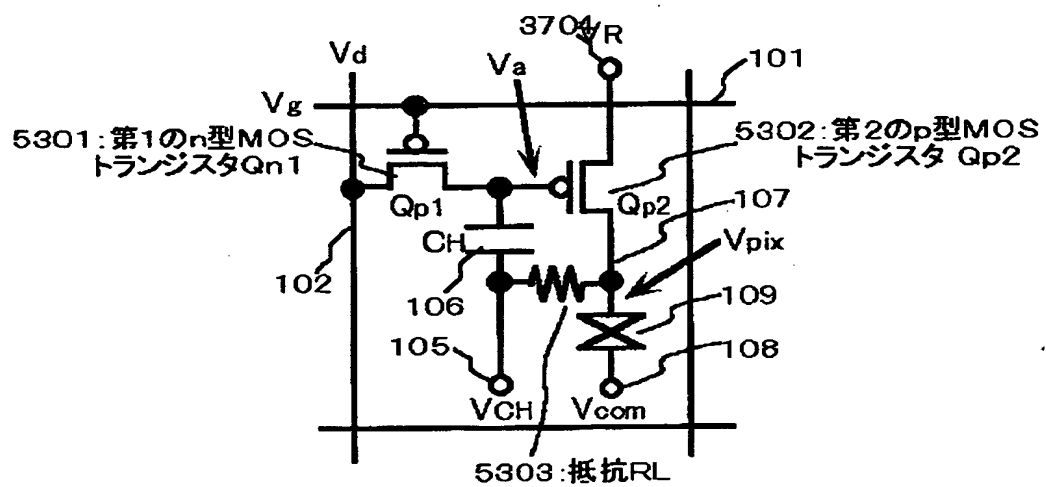 3704
VR
Vd
Va
101
Vg
5301:第1のn型MOS
トランジスタQn1
5302:第2のp型MOS
トランジスタ Qp2
Qp1
Qp2
107
CH
Vpix
102
106
109
105
108
VCH
Vcom
5303:抵抗RL